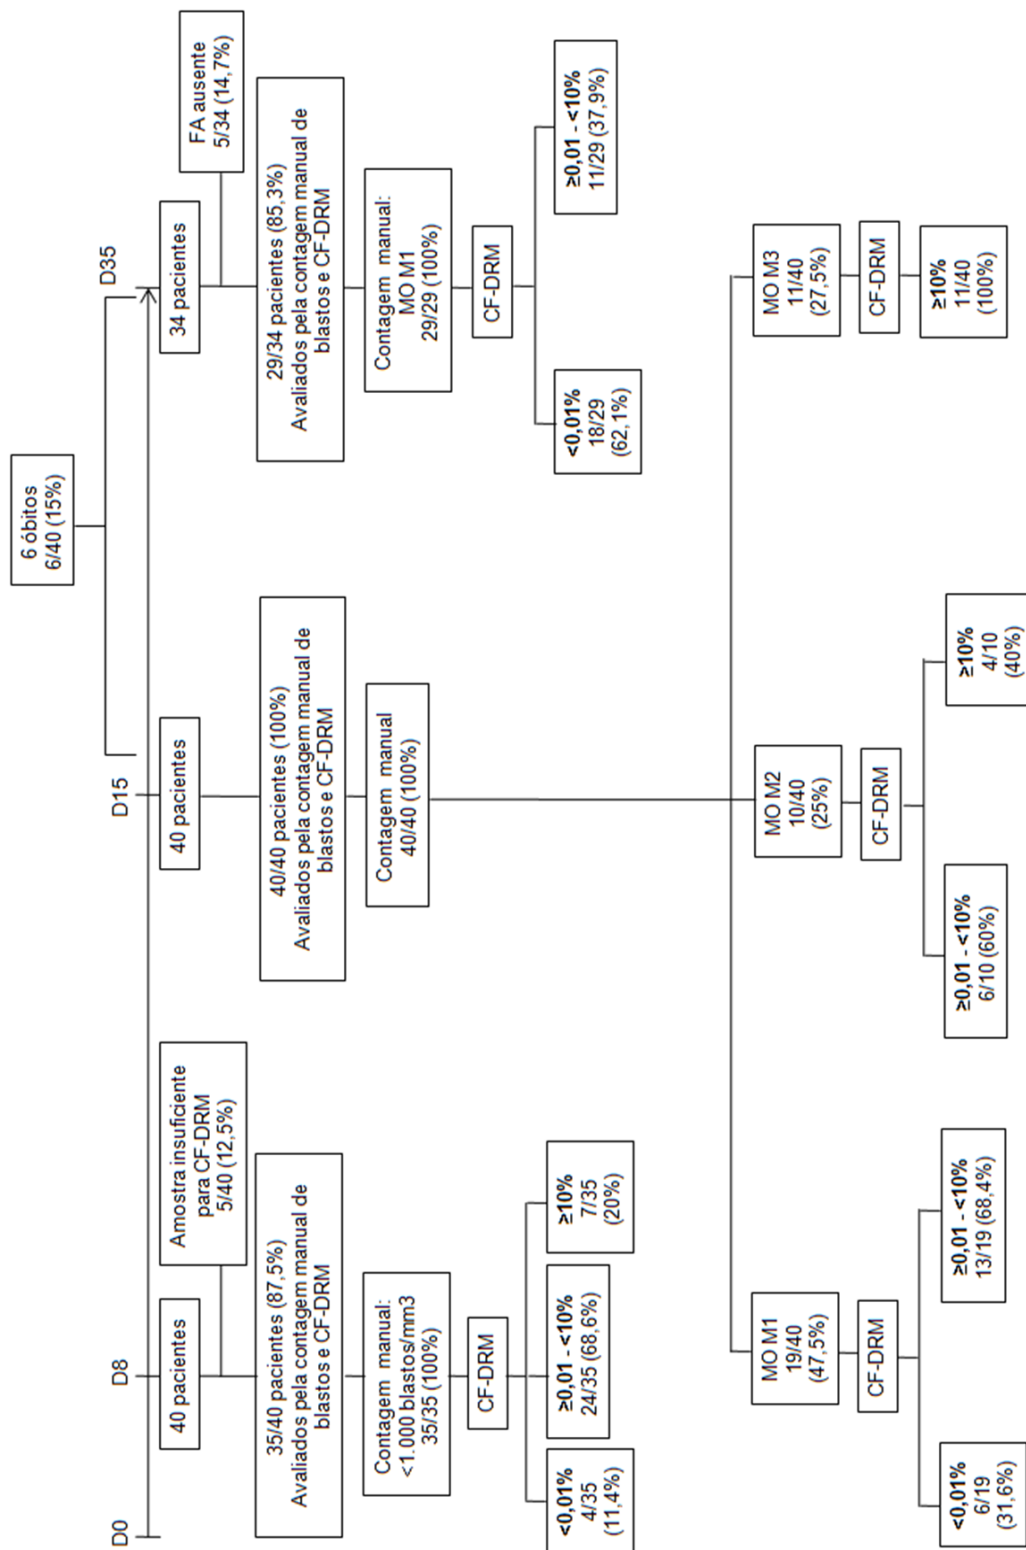 6 óbitos
6/40 (15%)
D0
D8
D15
D35
40 pacientes
Amostra insuficiente
para CF-DRM
5/40 (12,5%)
35/40 pacientes (87,5%)
Avaliados pela contagem manual de
blastos e CF-DRM
Contagem manual:
<1.000 blastos/mm3
35/35 (100%)
CF-DRM
<0,01%
4/35
(11,4%)
≥0,01 - <10%
24/35 (68,6%)
≥10%
7/35
(20%)
40 pacientes
40/40 pacientes (100%)
Avaliados pela contagem manual de
blastos e CF-DRM
Contagem manual
40/40 (100%)
34 pacientes
FA ausente
5/34 (14,7%)
29/34 pacientes (85,3%)
Avaliados pela contagem manual de
blastos e CF-DRM
Contagem manual:
MO M1
29/29 (100%)
CF-DRM
<0,01%
18/29
(62,1%)
≥0,01 - <10%
11/29 (37,9%)
MO M1
19/40
(47,5%)
CF-DRM
<0,01%
6/19
(31,6%)
≥0,01 - <10%
13/19 (68,4%)
MO M2
10/40
(25%)
CF-DRM
≥0,01 - <10%
6/10 (60%)
≥10%
4/10
(40%)
MO M3
11/40
(27,5%)
CF-DRM
≥10%
11/40
(100%)